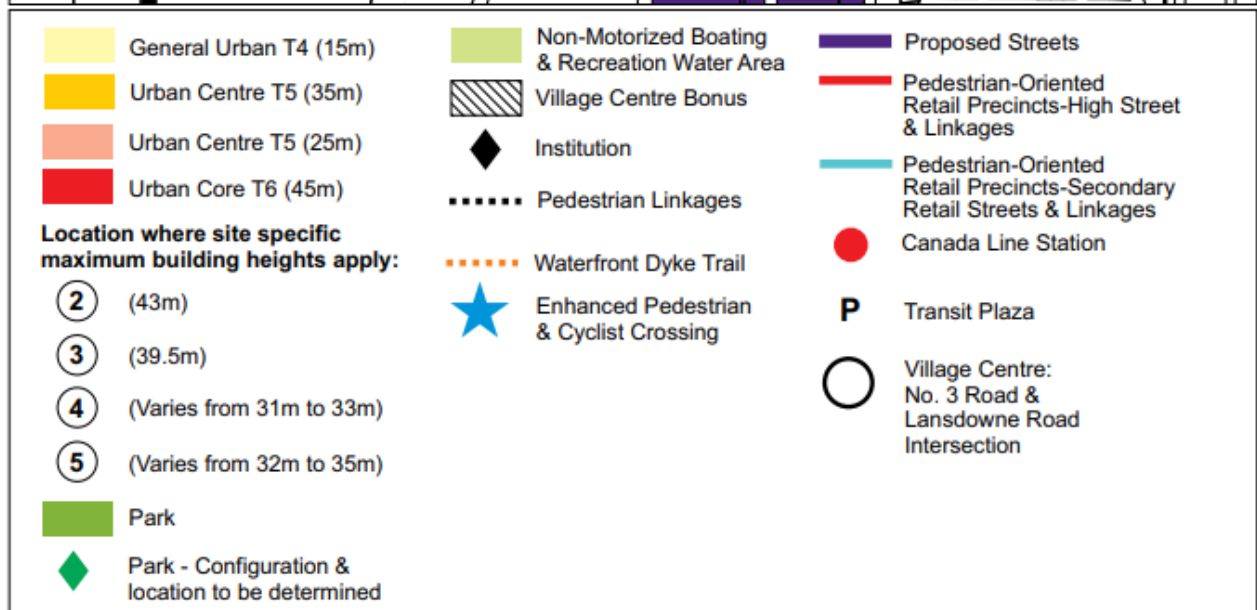 General Urban T4 (15m)
Urban Centre T5 (35m)
Urban Centre T5 (25m)
Urban Core T6 (45m)
Location where site specific
maximum building heights apply:
2 (43m)
3 (39.5m)
4 (Varies from 31m to 33m)
5 (Varies from 32m to 35m)
Park
Park - Configuration &
location to be determined
Non-Motorized Boating
& Recreation Water Area
Village Centre Bonus
Institution
Pedestrian Linkages
Waterfront Dyke Trail
Enhanced Pedestrian
& Cyclist Crossing
Proposed Streets
Pedestrian-Oriented
Retail Precincts-High Street
& Linkages
Pedestrian-Oriented
Retail Precincts-Secondary
Retail Streets & Linkages
Canada Line Station
P Transit Plaza
Village Centre:
No. 3 Road &
Lansdowne Road
Intersection